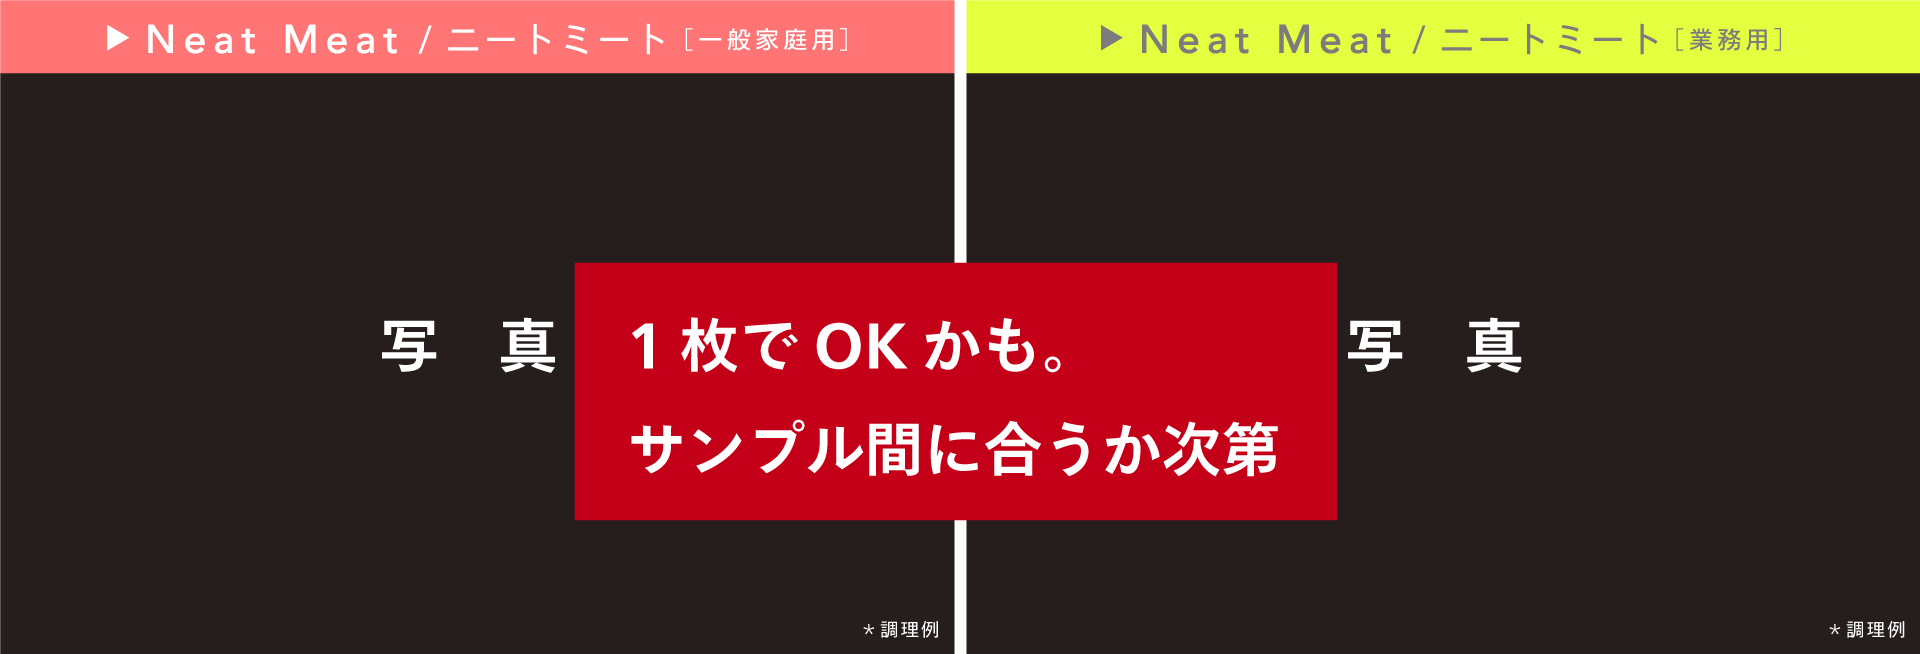 ▶ Neat Meat / ニートミート［一般家庭用］
▶ Neat Meat / ニートミート［業務用］
写　真
1枚でOKかも。
サンプル間に合うか次第
写　真
＊調理例
＊調理例